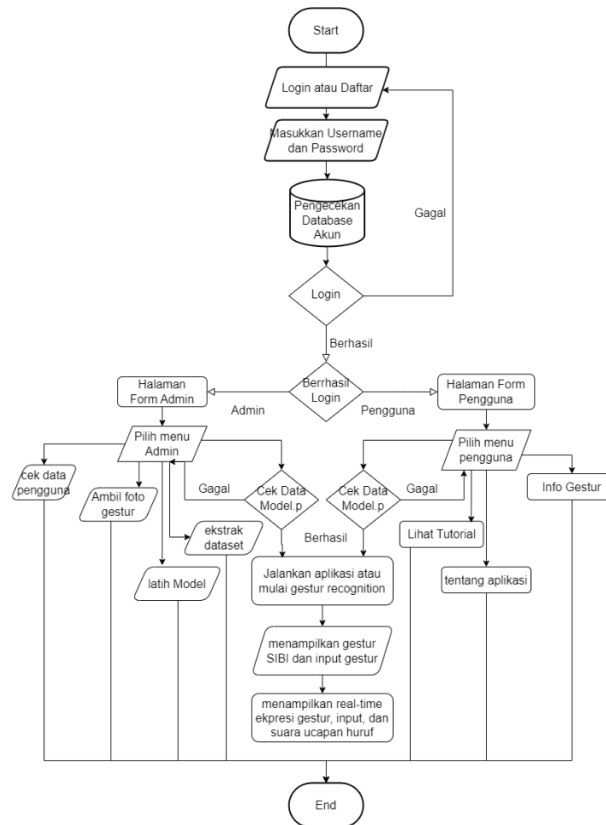 Start
Login atau Daftar
Masukkan Username
dan Password
Pengecekan
Database
Akun
Gagal
Login
Berhasil
Halaman
Form Admin
Berrhasil
Login
Halaman Form
Pengguna
Admin
Pengguna
Pilih menu
Admin
Pilih menu
pengguna
cek data
pengguna
Ambil foto
gestur
Gagal
Cek Data
Model.p
Cek Data
Model.p
Gagal
Info Gestur
ekstrak
dataset
Berhasil
Lihat Tutorial
latih Model
Jalankan aplikasi atau
mulai gestur recognition
tentang aplikasi
menampilkan gestur
SIBI dan input gestur
menampilkan real-time
ekpresi gestur, input, dan
suara ucapan huruf
End